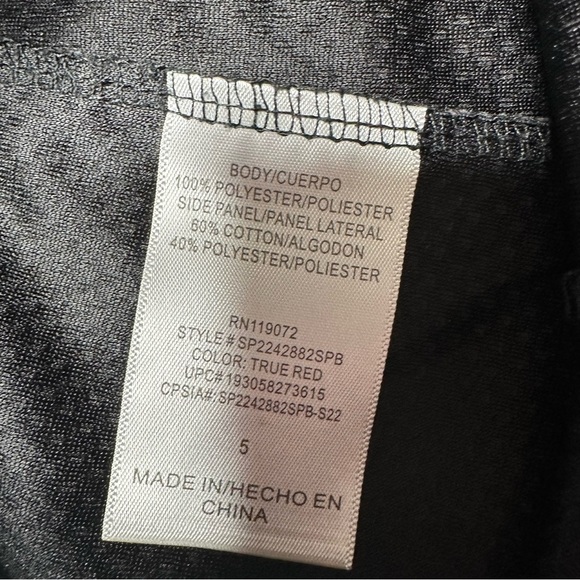 BODY/CUERPO
100% POLYESTER/POLIESTER
SIDE PANEL/PANEL LATERAL
60% COTTON/ALGODON
40% POLYESTER/POLIESTER
RN119072
STYLE# SP2242882SPB
COLOR: TRUE RED
UPC# 193058273615
CPSIA#: SP2242882SPB-S22
5
MADE IN/HECHO EN
CHINA